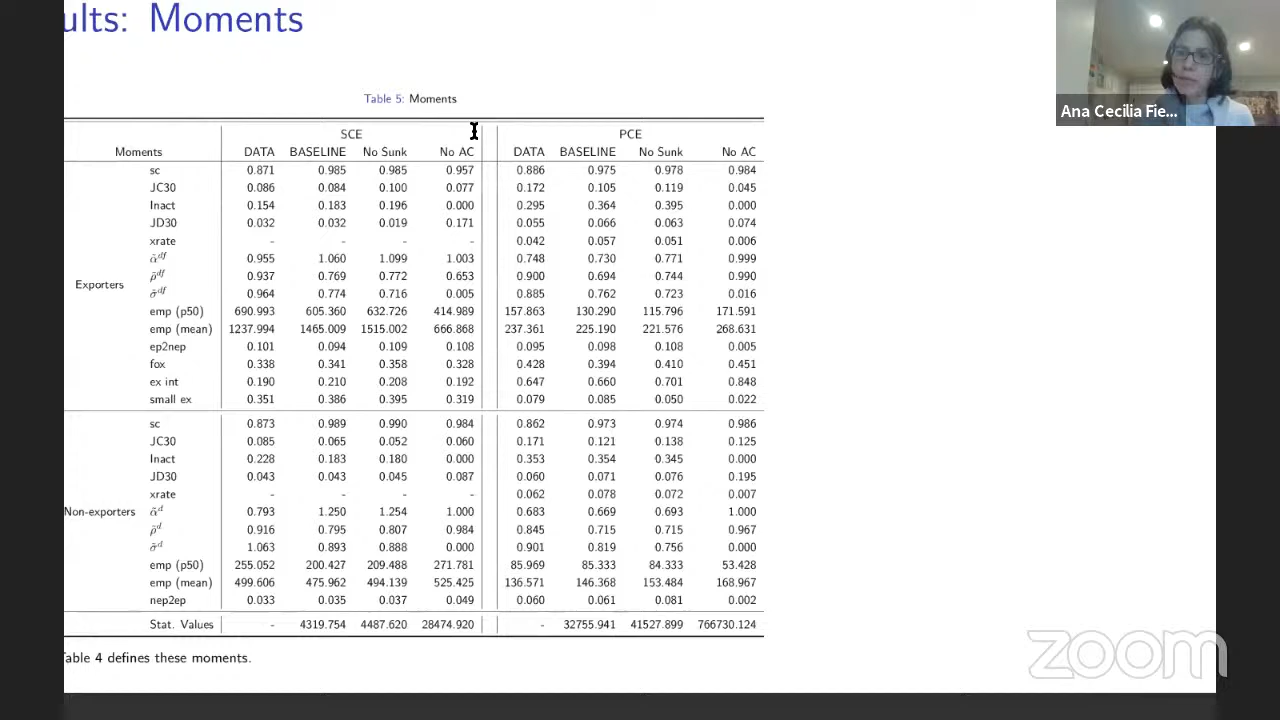 ults: Moments
Ana Cecilia Fie...
Table 5: Moments
SCE PCE
Moments DATA BASELINE No Sunk No AC DATA BASELINE No Sunk No AC
sc 0.871 0.985 0.985 0.957 0.886 0.975 0.978 0.984
JC30 0.086 0.084 0.100 0.077 0.172 0.105 0.119 0.045
Inact 0.154 0.183 0.196 0.000 0.295 0.364 0.395 0.000
JD30 0.032 0.032 0.019 0.171 0.055 0.066 0.063 0.074
xrate - - - - 0.042 0.057 0.051 0.006
α̃^df 0.955 1.060 1.099 1.003 0.748 0.730 0.771 0.999
ρ̃^df 0.937 0.769 0.772 0.653 0.900 0.694 0.744 0.990
Exporters
σ̃^df 0.964 0.774 0.716 0.005 0.885 0.762 0.723 0.016
emp (p50) 690.993 605.360 632.726 414.989 157.863 130.290 115.796 171.591
emp (mean) 1237.994 1465.009 1515.002 666.868 237.361 225.190 221.576 268.631
ep2nep 0.101 0.094 0.109 0.108 0.095 0.098 0.108 0.005
fox 0.338 0.341 0.358 0.328 0.428 0.394 0.410 0.451
ex int 0.190 0.210 0.208 0.192 0.647 0.660 0.701 0.848
small ex 0.351 0.386 0.395 0.319 0.079 0.085 0.050 0.022
sc 0.873 0.989 0.990 0.984 0.862 0.973 0.974 0.986
JC30 0.085 0.065 0.052 0.060 0.171 0.121 0.138 0.125
Inact 0.228 0.183 0.180 0.000 0.353 0.354 0.345 0.000
JD30 0.043 0.043 0.045 0.087 0.060 0.071 0.076 0.195
xrate - - - - 0.062 0.078 0.072 0.007
Non-exporters α̃^d 0.793 1.250 1.254 1.000 0.683 0.669 0.693 1.000
ρ̃^d 0.916 0.795 0.807 0.984 0.845 0.715 0.715 0.967
σ̃^d 1.063 0.893 0.888 0.000 0.901 0.819 0.756 0.000
emp (p50) 255.052 200.427 209.488 271.781 85.969 85.333 84.333 53.428
emp (mean) 499.606 475.962 494.139 525.425 136.571 146.368 153.484 168.967
nep2ep 0.033 0.035 0.037 0.049 0.060 0.061 0.081 0.002
Stat. Values - 4319.754 4487.620 28474.920 - 32755.941 41527.899 766730.124
Table 4 defines these moments.
zoom